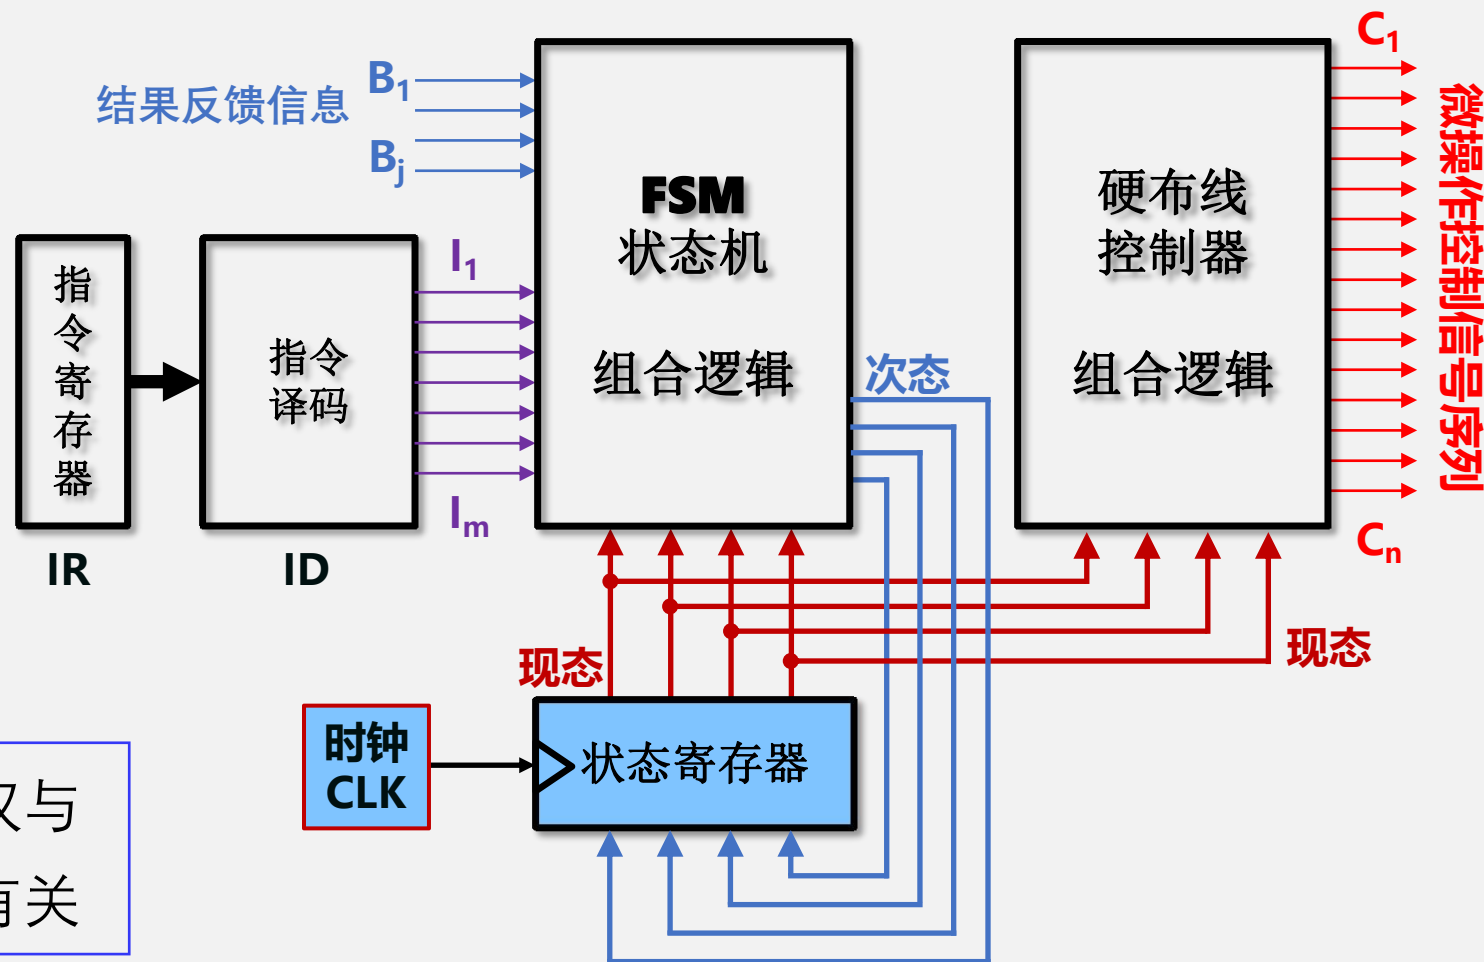 结果反馈信息
B1
Bj
指令寄存器
IR
指令
译码
ID
I1
Im
FSM
状态机
组合逻辑
次态
硬布线
控制器
组合逻辑
C1
Cn
微操作控制信号序列
现态
现态
时钟
CLK
状态寄存器
与
有关